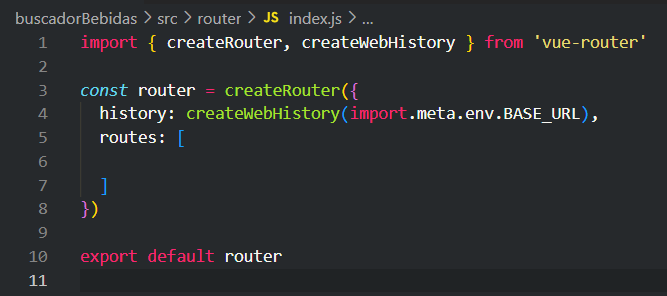 buscadorBebidas > src > router > JS index.js > ...
1 import { createRouter, createWebHistory } from 'vue-router'
2
3 const router = createRouter({
4   history: createWebHistory(import.meta.env.BASE_URL),
5   routes: [
6
7   ]
8 })
9
10 export default router
11